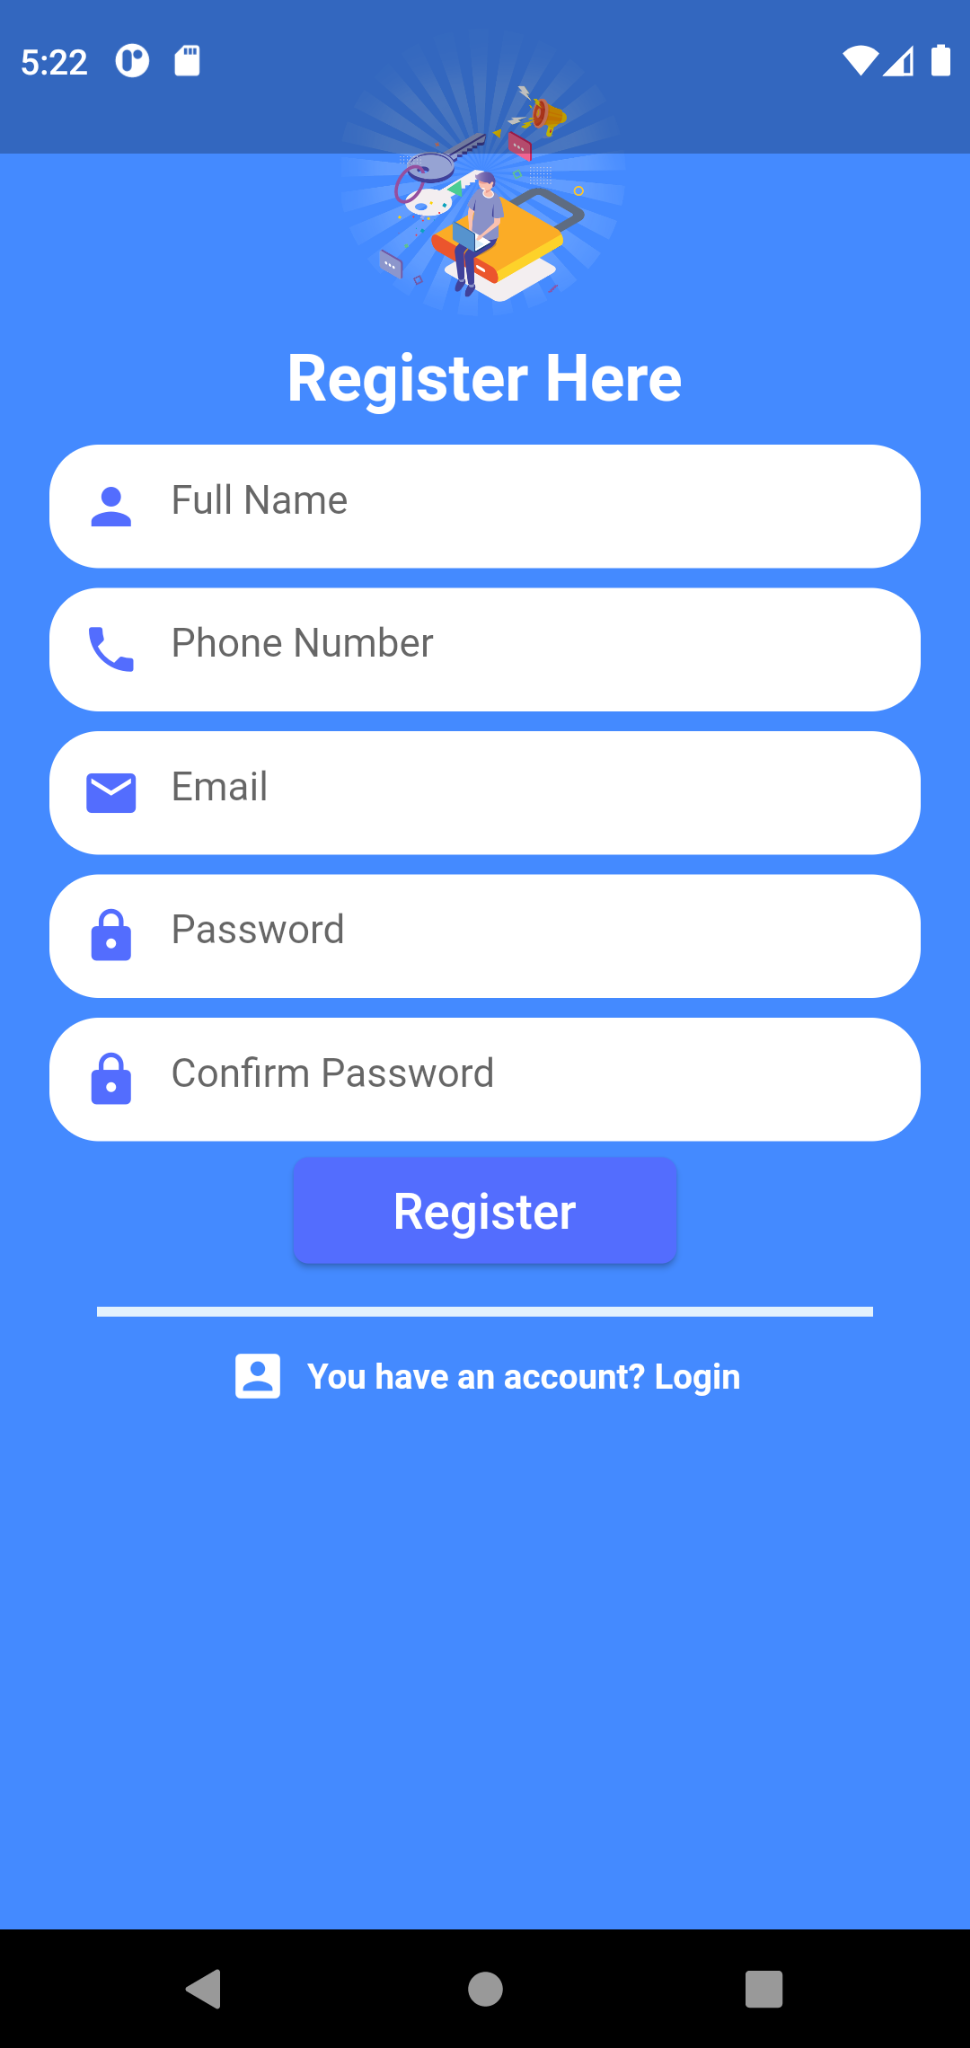 5:22
Register Here
Full Name
Phone Number
Email
Password
Confirm Password
Register
You have an account? Login